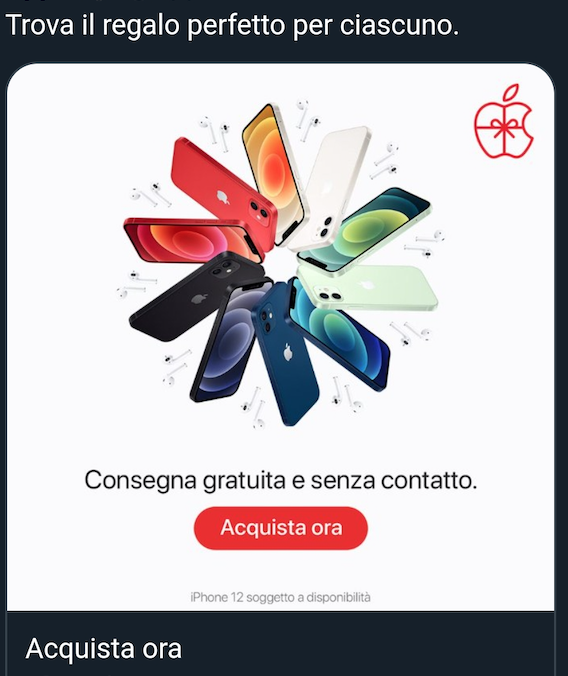 Trova il regalo perfetto per ciascuno.
Consegna gratuita e senza contatto.
Acquista ora
iPhone 12 soggetto a disponibilità
Acquista ora